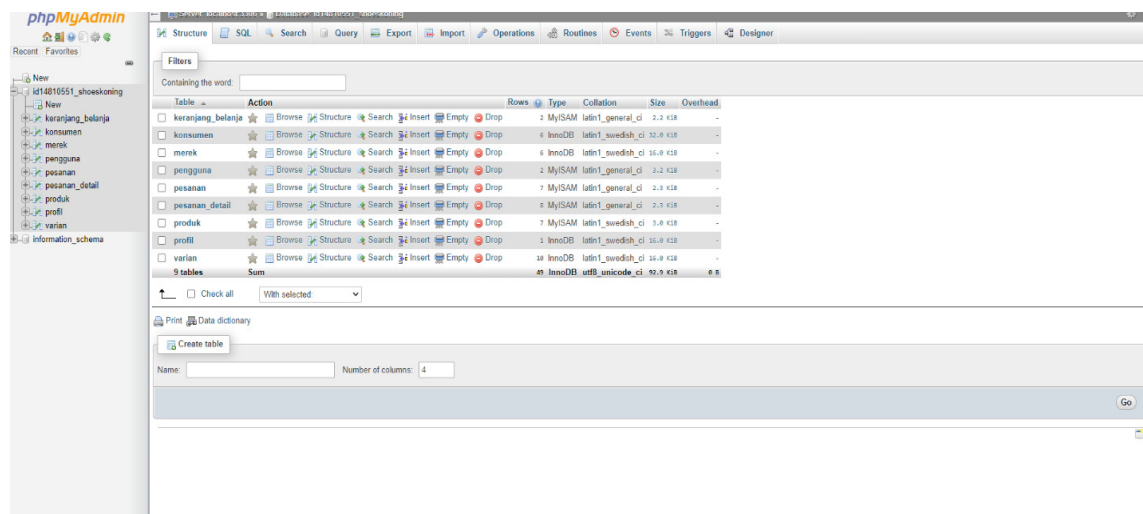 phpMyAdmin
Server: localhost:3306 » Database: id14810551_shoeskoning
Recent Favorites
Structure SQL Search Query Export Import Operations Routines Events Triggers Designer
New
id14810551_shoeskoning
New
keranjang_belanja
konsumen
merek
pengguna
pesanan
pesanan_detail
produk
profil
varian
information_schema
Filters
Containing the word:
Table Action Rows Type Collation Size Overhead
keranjang_belanja Browse Structure Search Insert Empty Drop 2 MyISAM latin1_general_ci 2.2 KiB -
konsumen Browse Structure Search Insert Empty Drop 6 InnoDB latin1_swedish_ci 32.0 KiB -
merek Browse Structure Search Insert Empty Drop 6 InnoDB latin1_swedish_ci 16.0 KiB -
pengguna Browse Structure Search Insert Empty Drop 2 MyISAM latin1_general_ci 3.2 KiB -
pesanan Browse Structure Search Insert Empty Drop 7 MyISAM latin1_general_ci 2.3 KiB -
pesanan_detail Browse Structure Search Insert Empty Drop 8 MyISAM latin1_general_ci 2.3 KiB -
produk Browse Structure Search Insert Empty Drop 7 MyISAM latin1_swedish_ci 3.0 KiB -
profil Browse Structure Search Insert Empty Drop 1 InnoDB latin1_swedish_ci 16.0 KiB -
varian Browse Structure Search Insert Empty Drop 10 InnoDB latin1_swedish_ci 16.0 KiB -
9 tables Sum 49 InnoDB utf8_unicode_ci 92.9 KiB 0 B
Check all With selected:
Print Data dictionary
Create table
Name: Number of columns: 4
Go